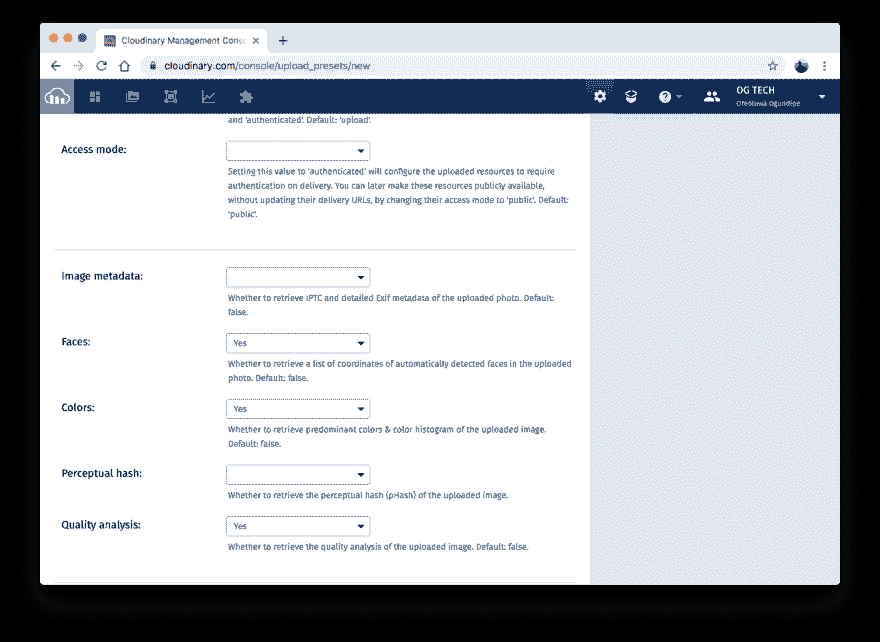 Cloudinary Management Conso
cloudinary.com/console/upload_presets/new
OG TECH
and 'authenticated'. Default: 'upload'.
Access mode:
Setting this value to 'authenticated' will configure the uploaded resources to require
authentication on delivery. You can later make these resources publicly available,
without updating their delivery URLs, by changing their access mode to 'public'. Default:
'public'.
Image metadata:
Whether to retrieve IPTC and detailed Exif metadata of the uploaded photo. Default:
false.
Faces:
Yes
Whether to retrieve a list of coordinates of automatically detected faces in the uploaded
photo. Default: false.
Colors:
Yes
Whether to retrieve predominant colors & color histogram of the uploaded image.
Default: false.
Perceptual hash:
Whether to retrieve the perceptual hash (pHash) of the uploaded image.
Quality analysis:
Yes
Whether to retrieve the quality analysis of the uploaded image. Default: false.